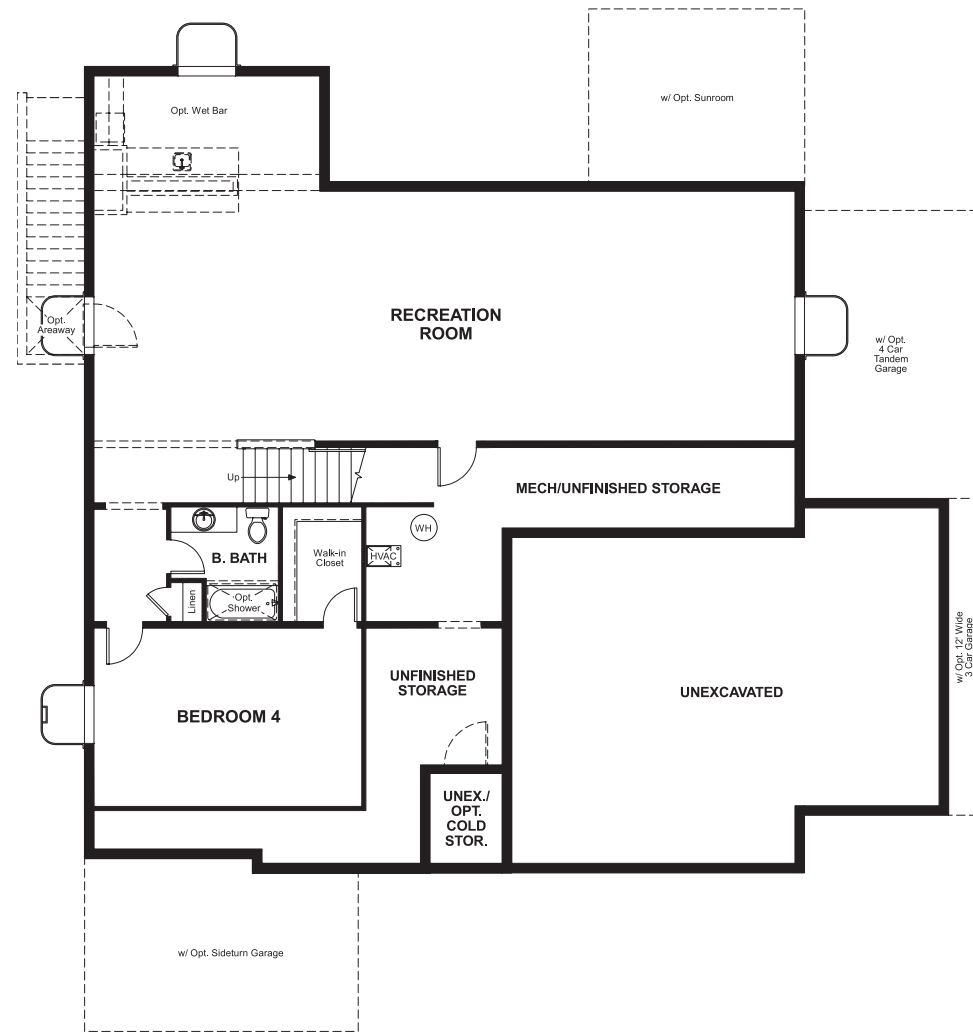 Opt. Wet Bar
w/ Opt. Sunroom
RECREATION
ROOM
Opt.
Areaway
w/ Opt.
4 Car
Tandem
Garage
Up
MECH/UNFINISHED STORAGE
WH
HVAC
B. BATH
Walk-in
Closet
Linen
Opt.
Shower
w/ Opt. 12' Wide
3 Car Garage
UNFINISHED
STORAGE
UNEXCAVATED
BEDROOM 4
UNEX./
OPT.
COLD
STOR.
w/ Opt. Sideturn Garage